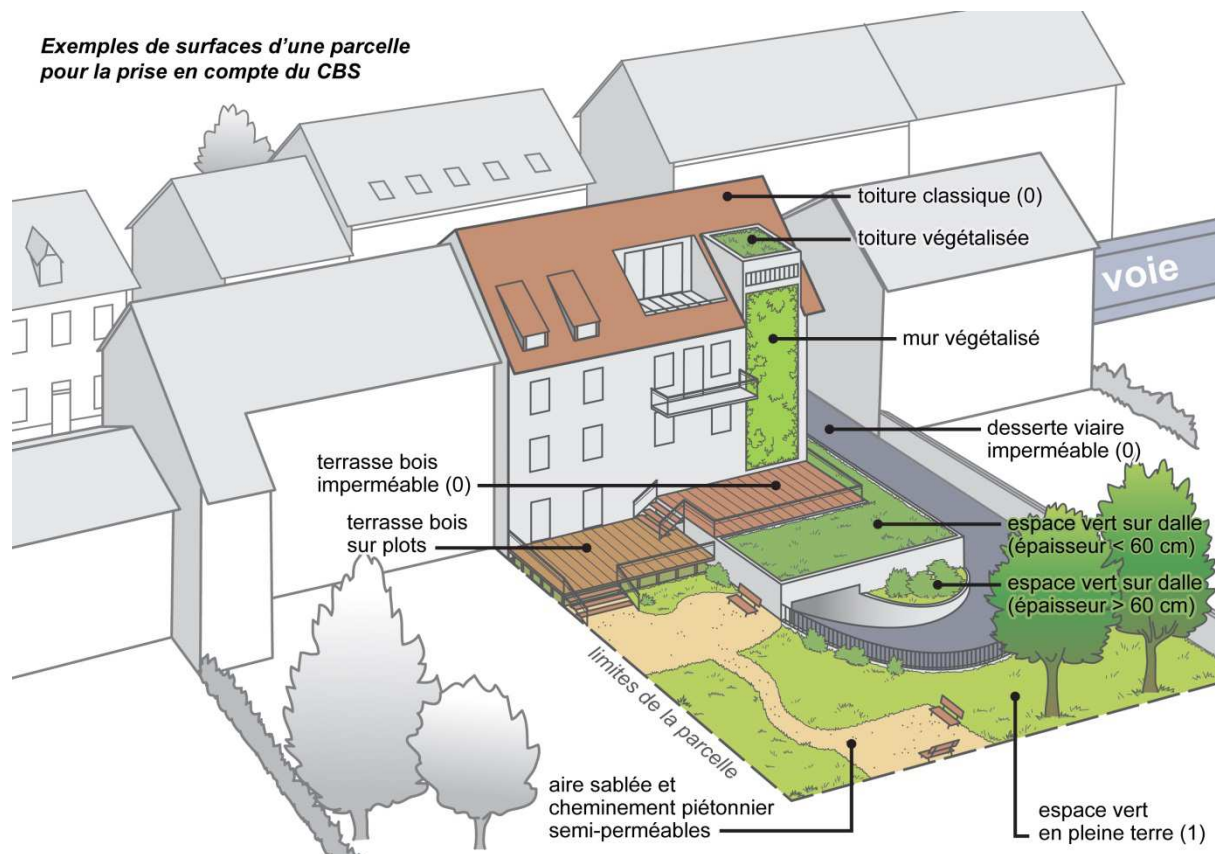 Exemples de surfaces d'une parcelle
pour la prise en compte du CBS
toiture classique (0)
toiture végétalisée
voie
mur végétalisé
desserte viaire
imperméable (0)
terrasse bois
imperméable (0)
terrasse bois
sur plots
espace vert sur dalle
(épaisseur < 60 cm)
espace vert sur dalle
(épaisseur > 60 cm)
limites de la parcelle
aire sablée et
cheminement piétonnier
semi-perméables
espace vert
en pleine terre (1)